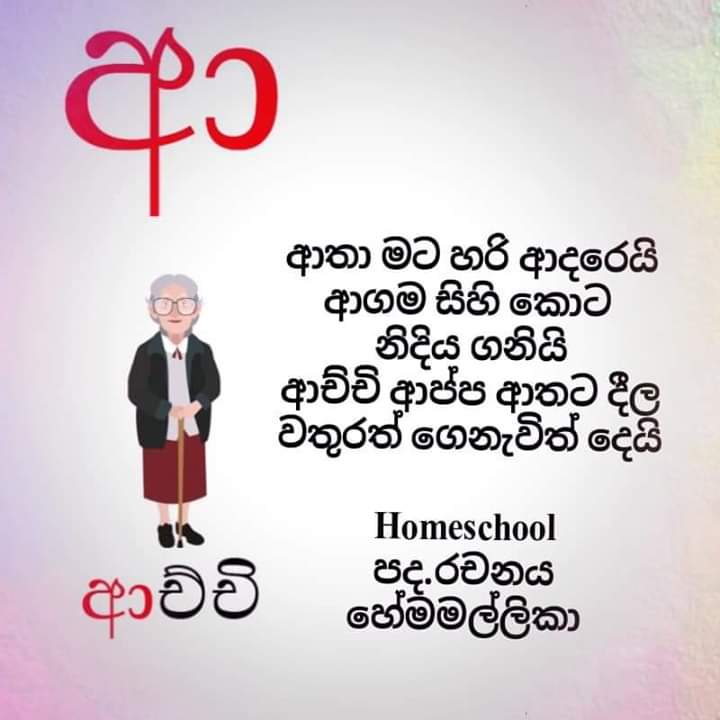 ආ
ආතා මට හරි ආදරෙයි
ආගම සිහි කොට
නිදිය ගනියි
ආච්චි ආප්ප ආතට දීල
වතුරත් ගෙනැවිත් දෙයි
Homeschool
පද.රචනය
හේමමල්ලිකා
ආච්චි